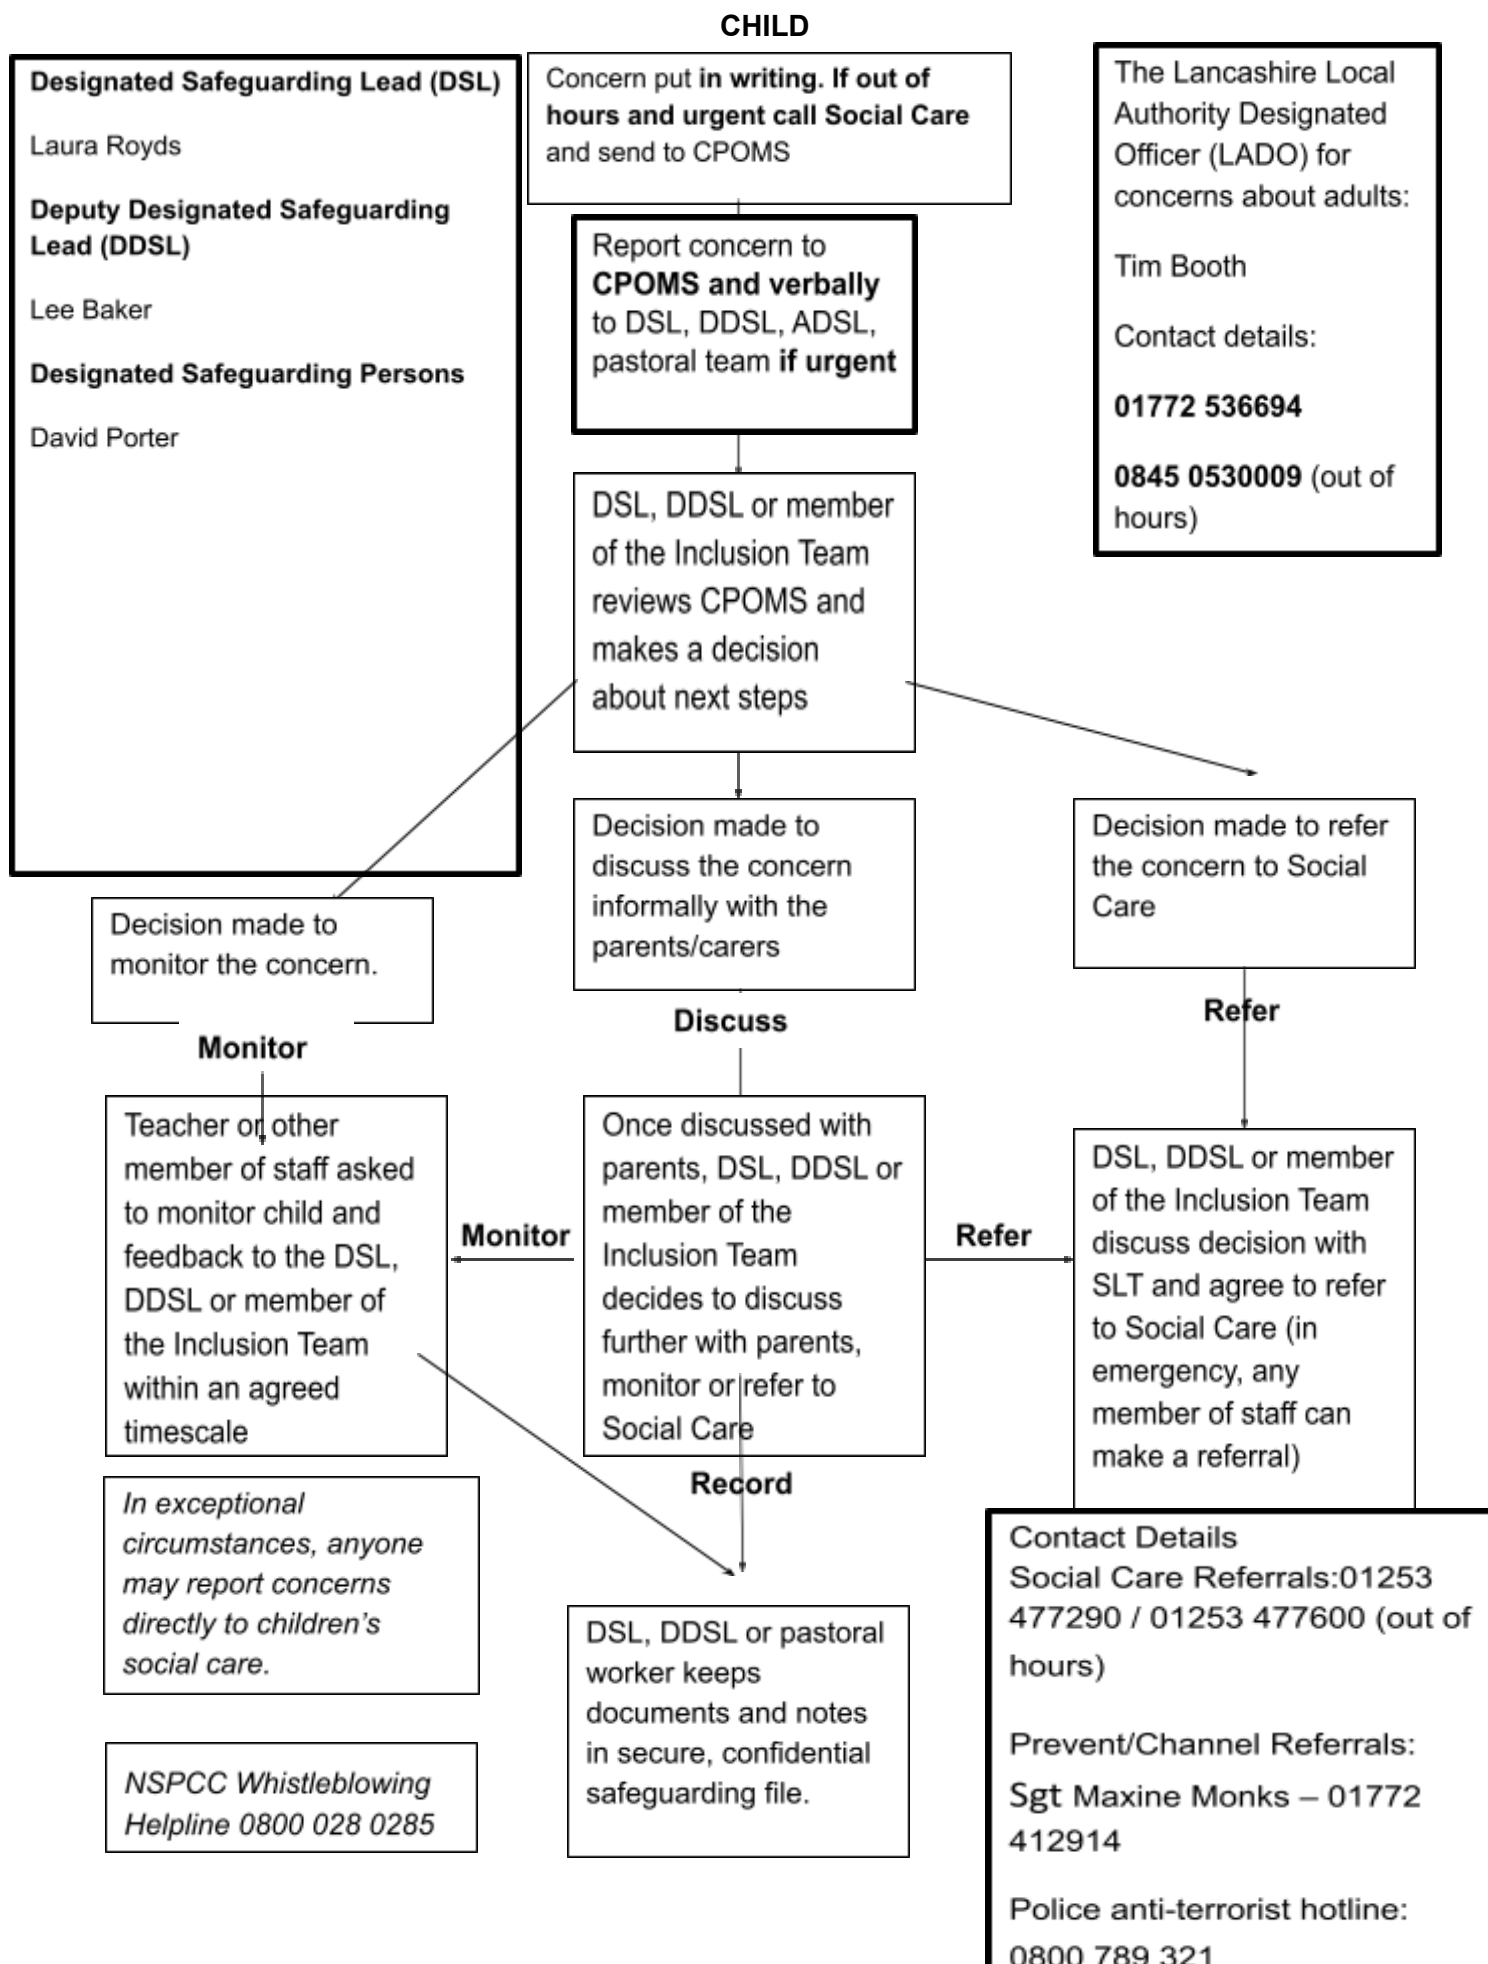 CHILD
Designated Safeguarding Lead (DSL)
Laura Royds
Deputy Designated Safeguarding
Lead (DDSL)
Lee Baker
Designated Safeguarding Persons
David Porter
Concern put in writing. If out of
hours and urgent call Social Care
and send to CPOMS
The Lancashire Local
Authority Designated
Officer (LADO) for
concerns about adults:
Tim Booth
Contact details:
01772 536694
0845 0530009 (out of
hours)
Report concern to
CPOMS and verbally
to DSL, DDSL, ADSL,
pastoral team if urgent
DSL, DDSL or member
of the Inclusion Team
reviews CPOMS and
makes a decision
about next steps
Decision made to
monitor the concern.
Decision made to
discuss the concern
informally with the
parents/carers
Decision made to refer
the concern to Social
Care
Monitor
Discuss
Refer
Teacher or other
member of staff asked
to monitor child and
feedback to the DSL,
DDSL or member of
the Inclusion Team
within an agreed
timescale
Monitor
Once discussed with
parents, DSL, DDSL or
member of the
Inclusion Team
decides to discuss
further with parents,
monitor or refer to
Social Care
Refer
DSL, DDSL or member
of the Inclusion Team
discuss decision with
SLT and agree to refer
to Social Care (in
emergency, any
member of staff can
make a referral)
Record
In exceptional
circumstances, anyone
may report concerns
directly to children's
social care.
NSPCC Whistleblowing
Helpline 0800 028 0285
DSL, DDSL or pastoral
worker keeps
documents and notes
in secure, confidential
safeguarding file.
Contact Details
Social Care Referrals:01253
477290 / 01253 477600 (out of
hours)
Prevent/Channel Referrals:
Sgt Maxine Monks – 01772
412914
Police anti-terrorist hotline:
0800 789 321